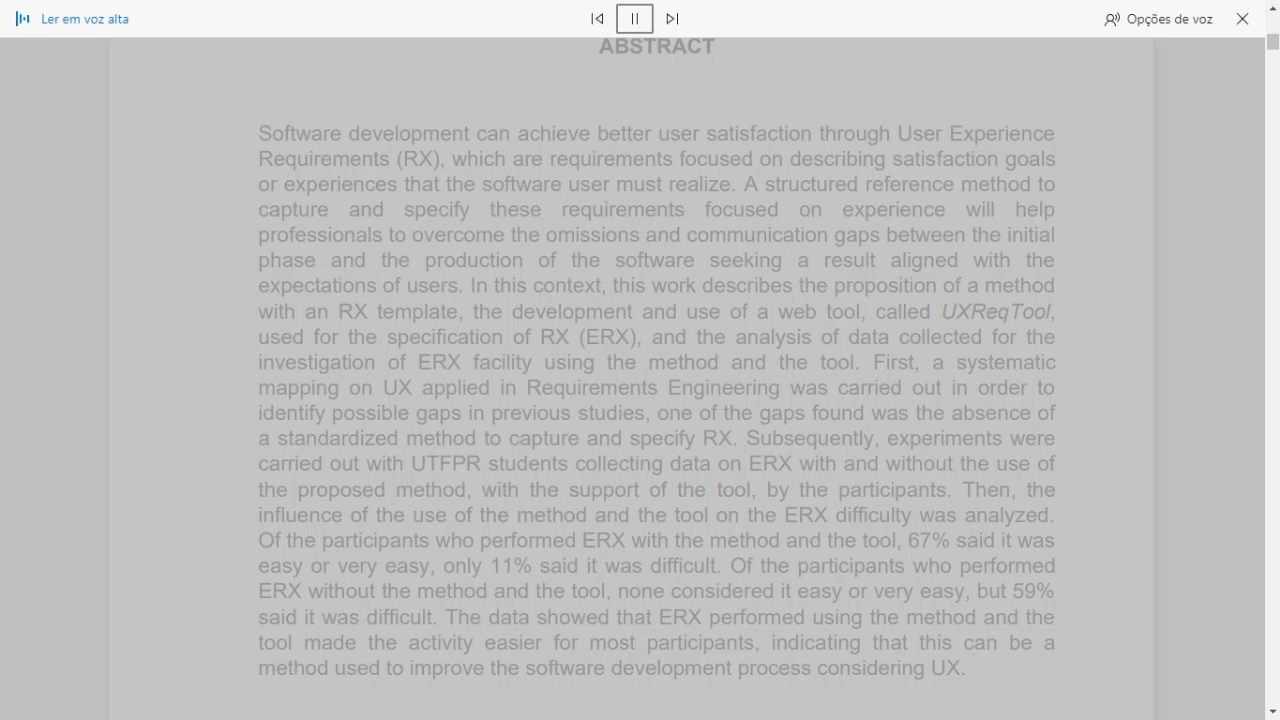 Ler em voz alta
Opções de voz
ABSTRACT
Software development can achieve better user satisfaction through User Experience
Requirements (RX), which are requirements focused on describing satisfaction goals
or experiences that the software user must realize. A structured reference method to
capture and specify these requirements focused on experience will help
professionals to overcome the omissions and communication gaps between the initial
phase and the production of the software seeking a result aligned with the
expectations of users. In this context, this work describes the proposition of a method
with an RX template, the development and use of a web tool, called UXReqTool,
used for the specification of RX (ERX), and the analysis of data collected for the
investigation of ERX facility using the method and the tool. First, a systematic
mapping on UX applied in Requirements Engineering was carried out in order to
identify possible gaps in previous studies, one of the gaps found was the absence of
a standardized method to capture and specify RX. Subsequently, experiments were
carried out with UTFPR students collecting data on ERX with and without the use of
the proposed method, with the support of the tool, by the participants. Then, the
influence of the use of the method and the tool on the ERX difficulty was analyzed.
Of the participants who performed ERX with the method and the tool, 67% said it was
easy or very easy, only 11% said it was difficult. Of the participants who performed
ERX without the method and the tool, none considered it easy or very easy, but 59%
said it was difficult. The data showed that ERX performed using the method and the
tool made the activity easier for most participants, indicating that this can be a
method used to improve the software development process considering UX.